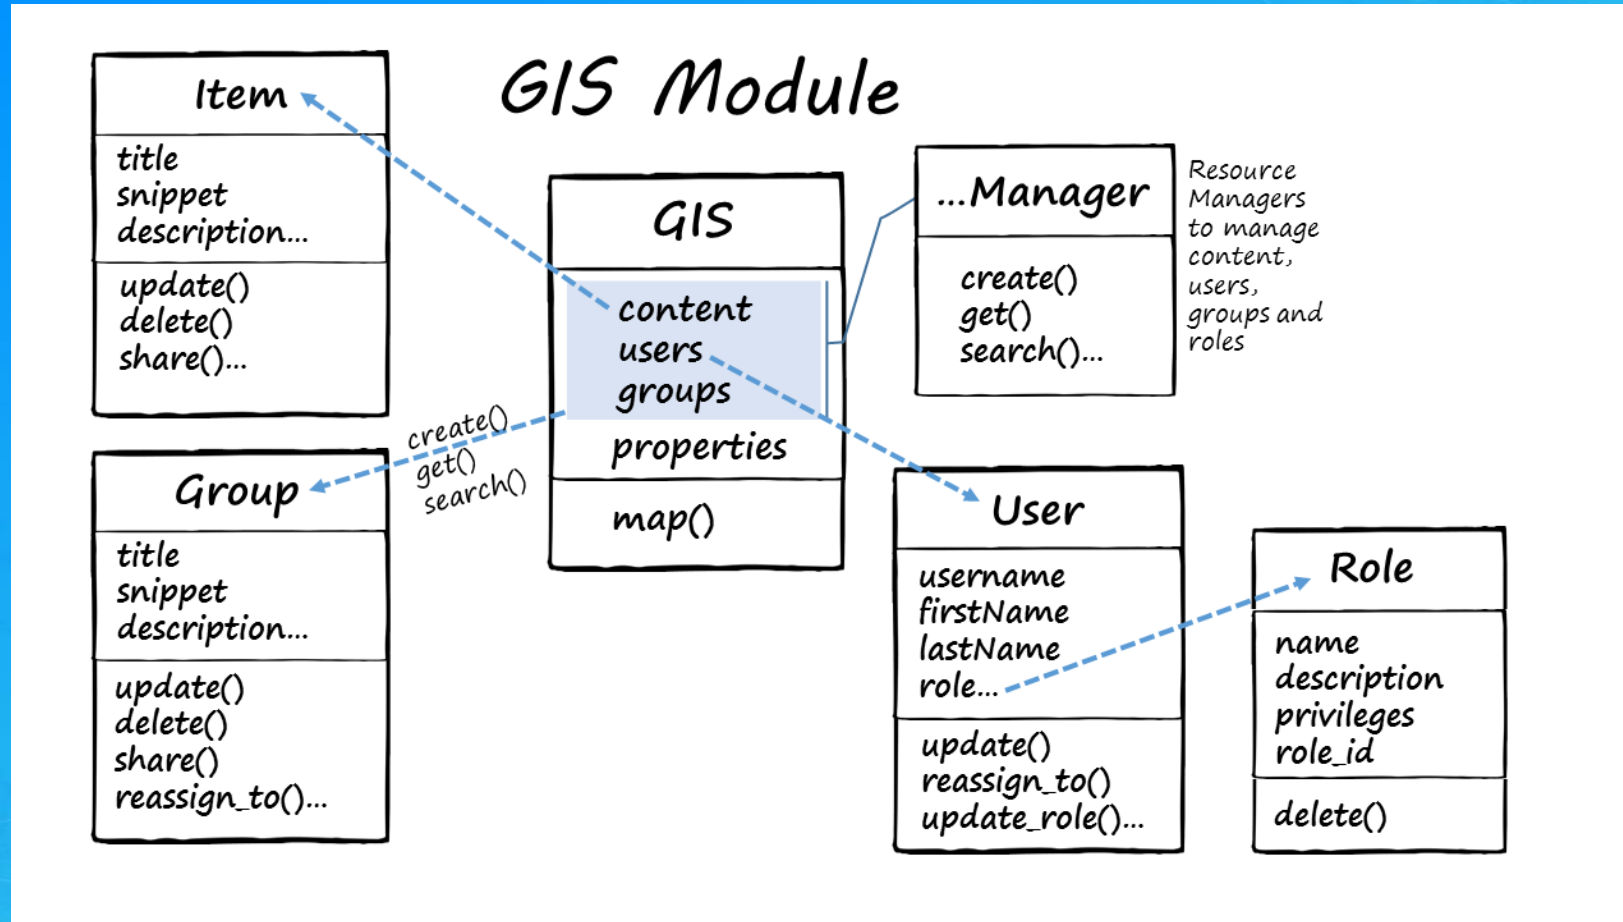 GIS Module
Item
title
snippet
description...
update()
delete()
share()...
GIS
content
users
groups
properties
map()
...Manager
create()
get()
search()...
Resource
Managers
to manage
content,
users,
groups and
roles
create()
get()
search()
Group
title
snippet
description...
update()
delete()
share()
reassign_to()...
User
username
firstName
lastName
role...
update()
reassign_to()
update_role()...
Role
name
description
privileges
role_id
delete()